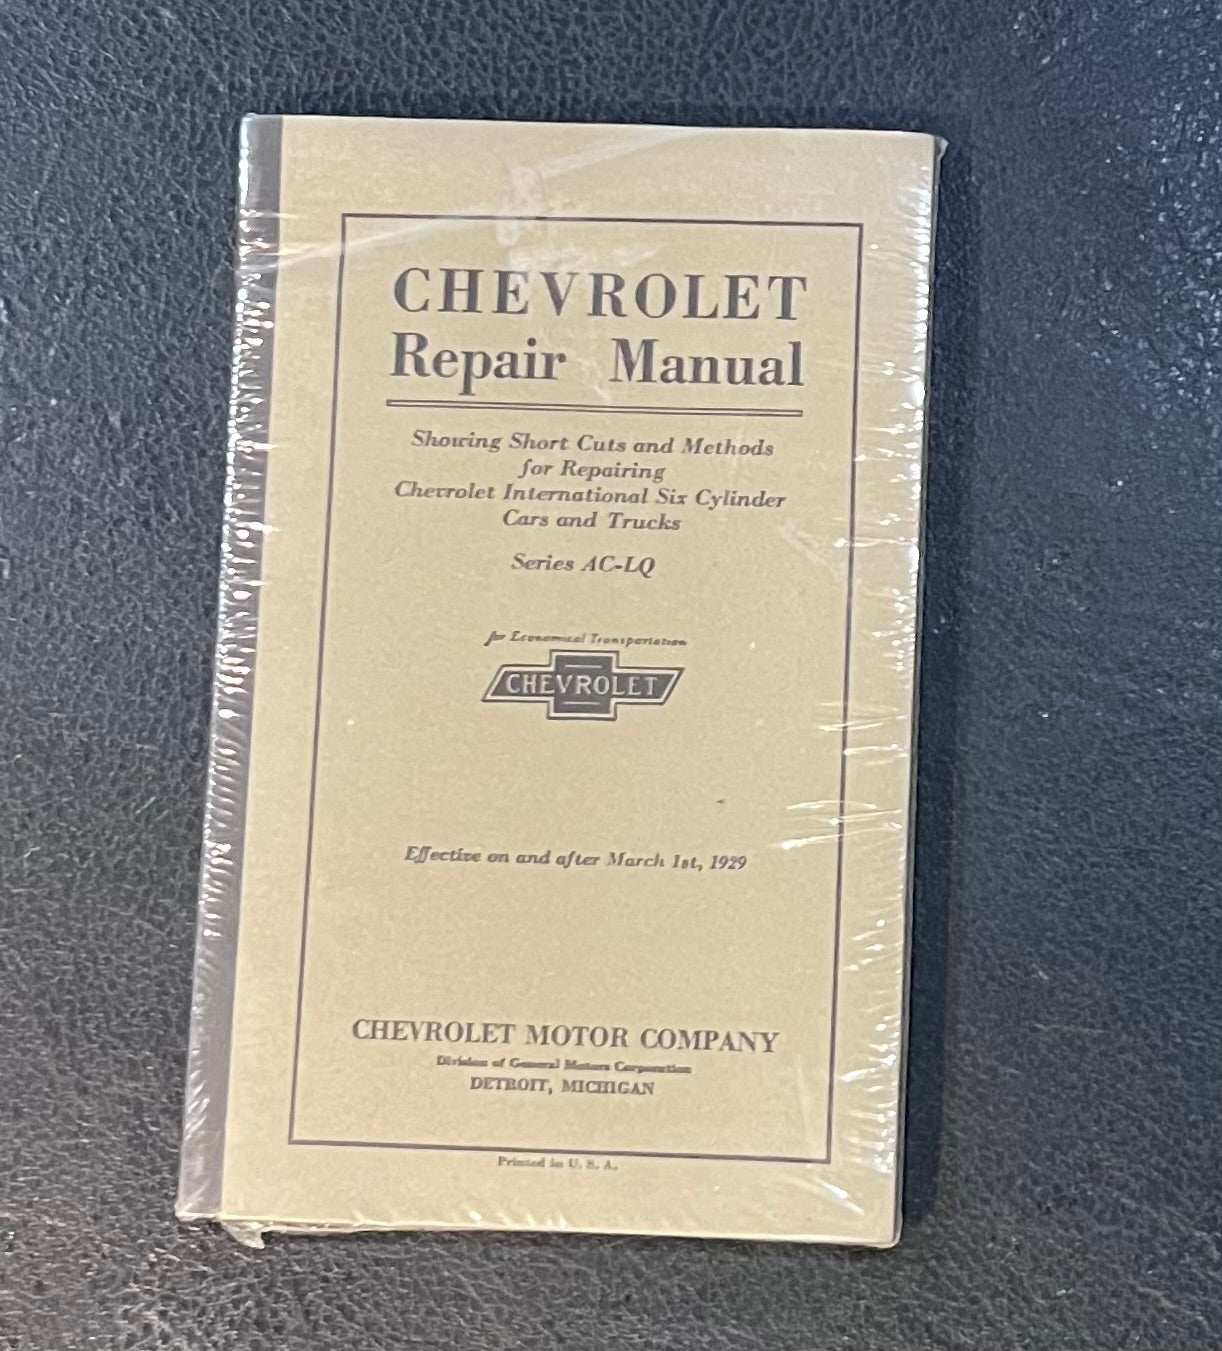 CHEVROLET
Repair Manual
Showing Short Cuts and Methods
for Repairing
Chevrolet International Six Cylinder
Cars and Trucks
Series AC-LQ
for Economical Transportation
CHEVROLET
Effective on and after March 1st, 1929
CHEVROLET MOTOR COMPANY
Division of General Motors Corporation
DETROIT, MICHIGAN
Printed in U. S. A.